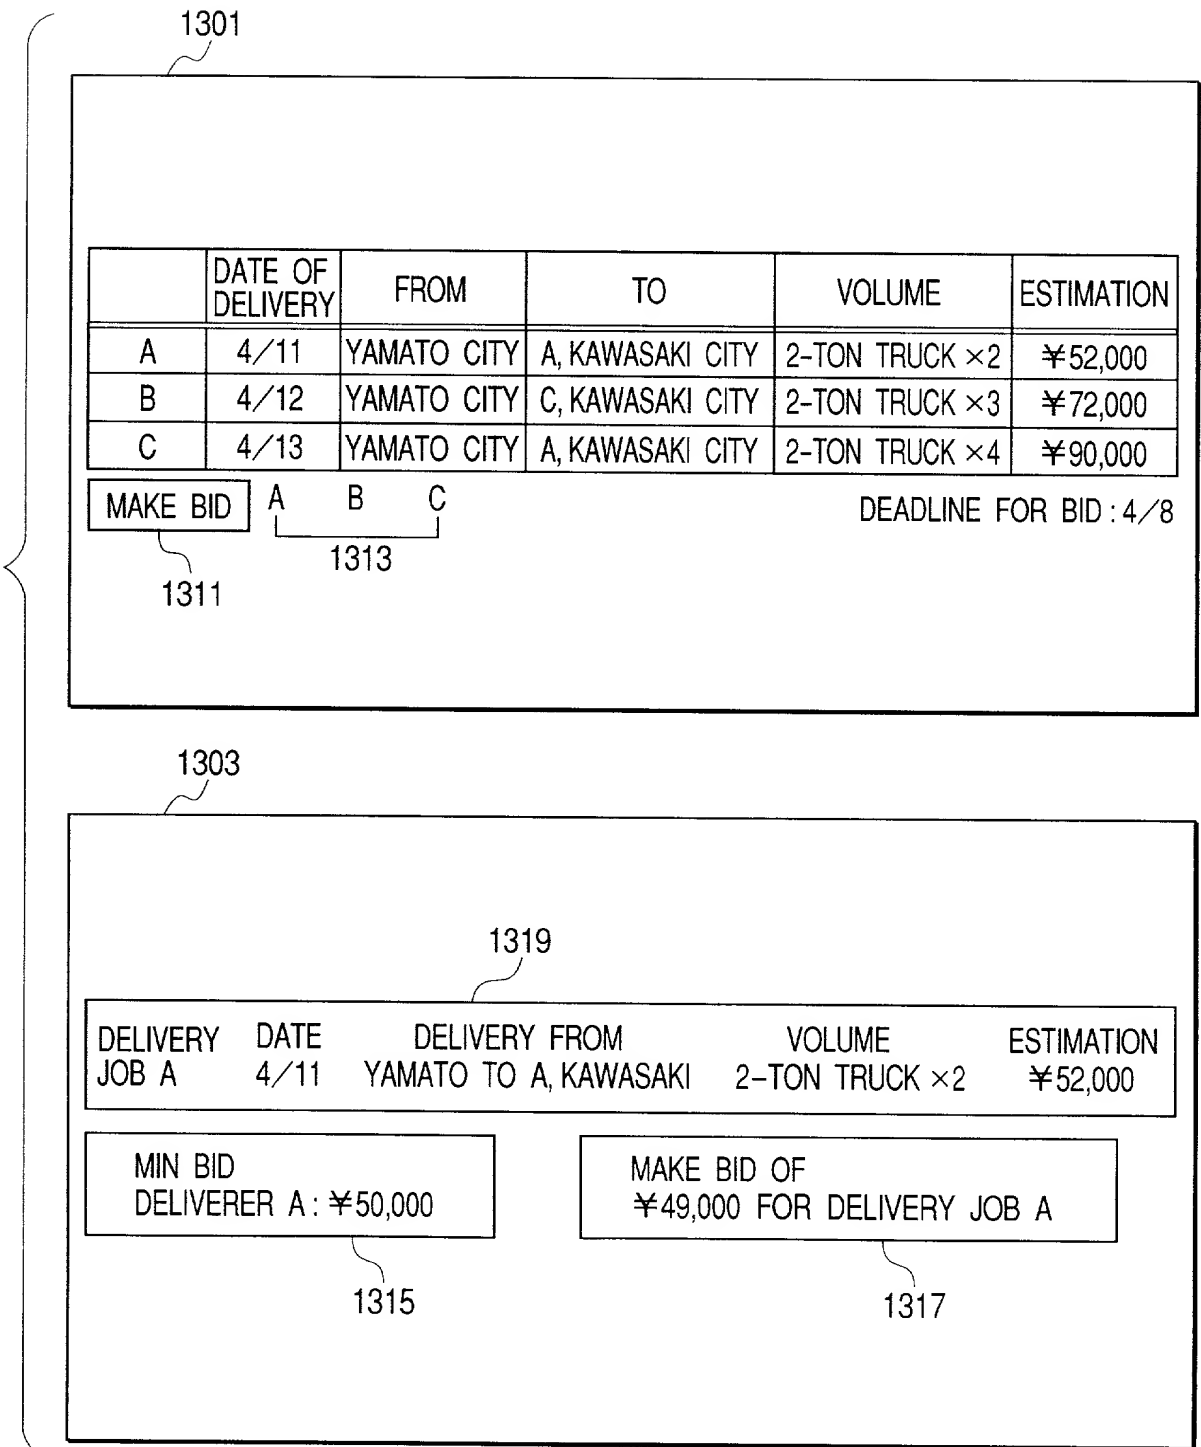 1301
DATE OF DELIVERY FROM TO VOLUME ESTIMATION
A 4/11 YAMATO CITY A, KAWASAKI CITY 2-TON TRUCK ×2 ¥52,000
B 4/12 YAMATO CITY C, KAWASAKI CITY 2-TON TRUCK ×3 ¥72,000
C 4/13 YAMATO CITY A, KAWASAKI CITY 2-TON TRUCK ×4 ¥90,000
MAKE BID A B C DEADLINE FOR BID : 4/8
1313
1311
1303
1319
DELIVERY DATE DELIVERY FROM VOLUME ESTIMATION
JOB A 4/11 YAMATO TO A, KAWASAKI 2-TON TRUCK ×2 ¥52,000
MIN BID
DELIVERER A : ¥50,000
MAKE BID OF
¥49,000 FOR DELIVERY JOB A
1315
1317